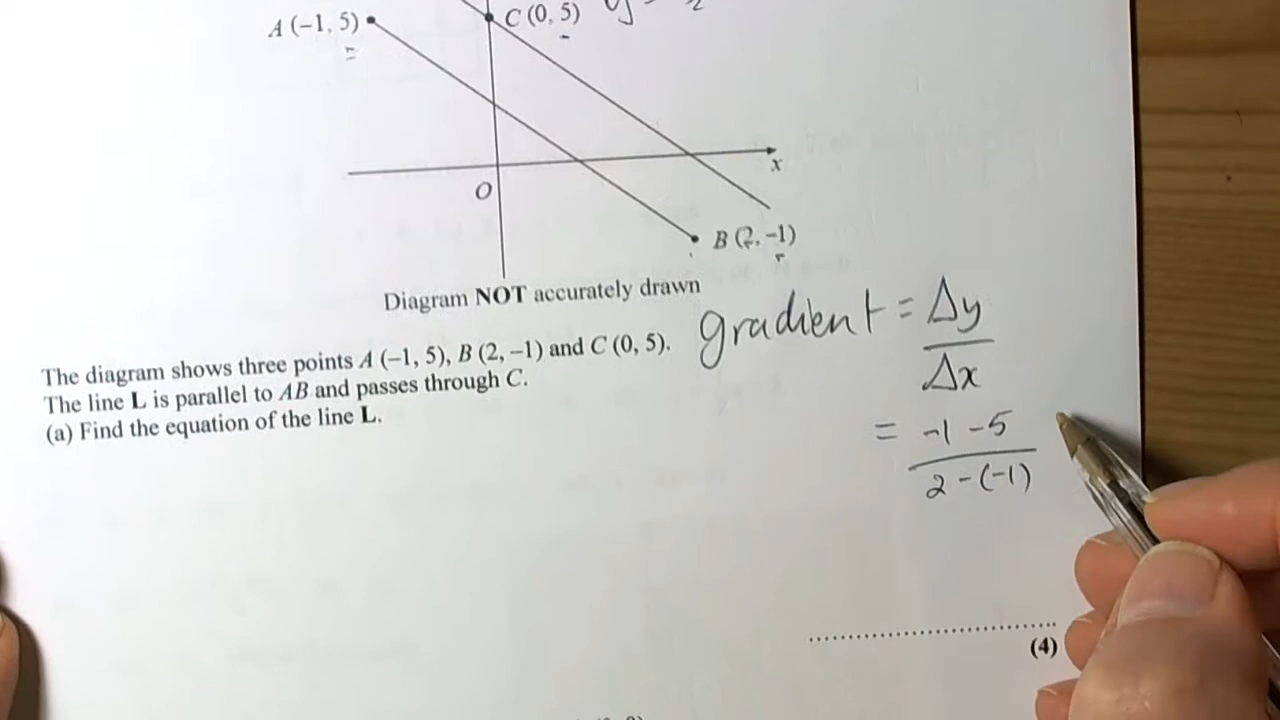 A (−1, 5)
C (0, 5)
y =
x
O
B (2, −1)
Diagram NOT accurately drawn
gradient = Δy
Δx
= -1 - 5
2 - (-1)
The diagram shows three points A (−1, 5), B (2, −1) and C (0, 5).
The line L is parallel to AB and passes through C.
(a) Find the equation of the line L.
(4)